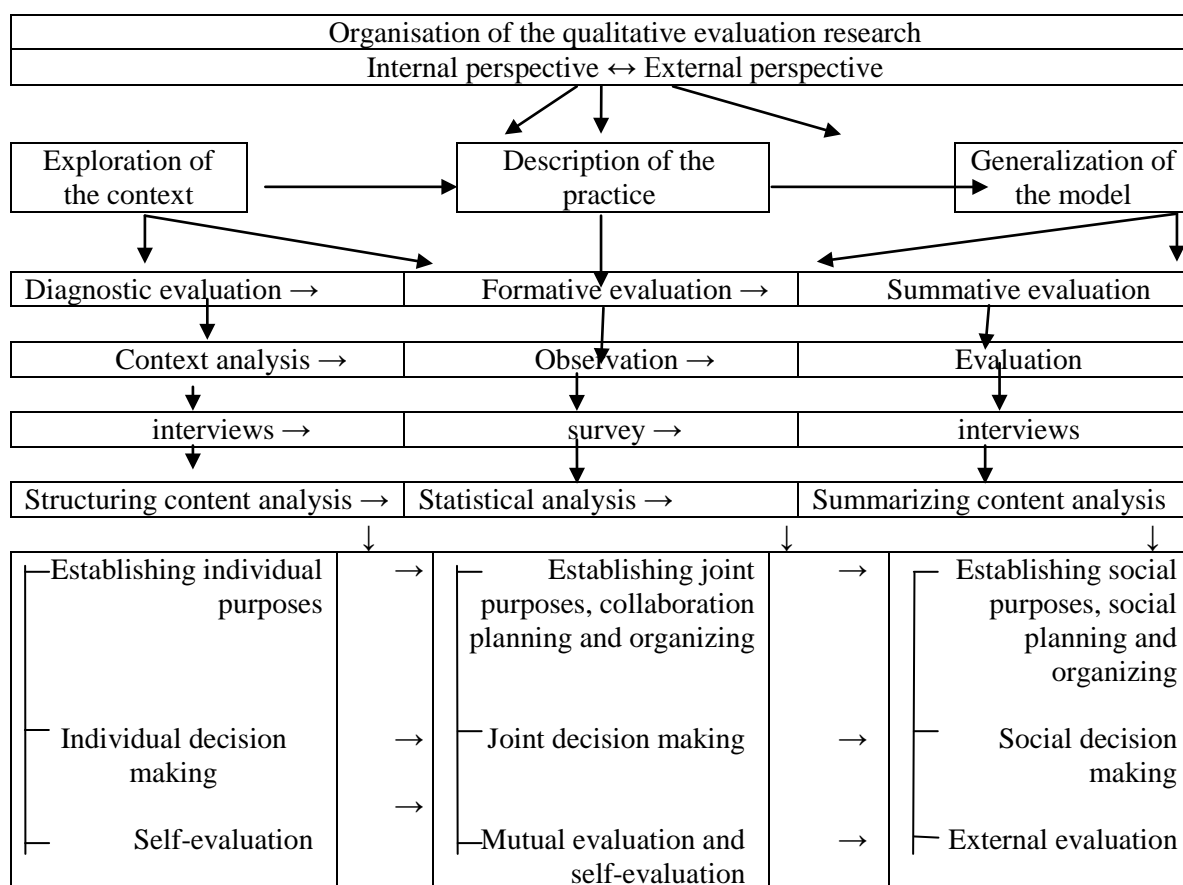 Organisation of the qualitative evaluation research
Internal perspective ↔ External perspective
Exploration of
the context
Description of the
practice
Generalization of
the model
Diagnostic evaluation → Formative evaluation → Summative evaluation
Context analysis → Observation → Evaluation
interviews → survey → interviews
Structuring content analysis → Statistical analysis → Summarizing content analysis
↓ ↓ ↓
Establishing individual
purposes
→
Establishing joint
purposes, collaboration
planning and organizing
→
Establishing social
purposes, social
planning and
organizing
Individual decision
making
→
Joint decision making
→
Social decision
making
→
Self-evaluation
Mutual evaluation and
self-evaluation
→
External evaluation